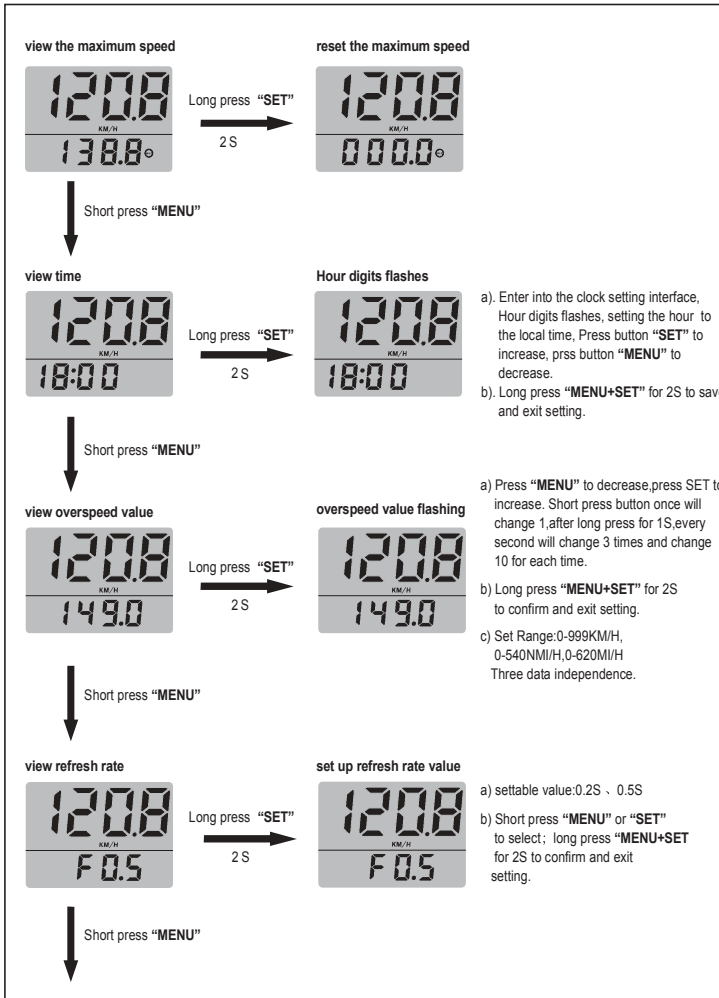 view the maximum speed
reset the maximum speed
120.8
KM/H
138.8
Long press “SET”
2 S
120.8
KM/H
000.0
Short press “MENU”
view time
Hour digits flashes
120.8
KM/H
18:00
Long press “SET”
2 S
120.8
KM/H
18:00
a). Enter into the clock setting interface,
Hour digits flashes, setting the hour to
the local time, Press button “SET” to
increase, prss button “MENU” to
decrease.
b). Long press “MENU+SET” for 2S to save
and exit setting.
Short press “MENU”
view overspeed value
overspeed value flashing
120.8
KM/H
149.0
Long press “SET”
2 S
120.8
KM/H
149.0
a) Press “MENU” to decrease,press SET to
increase. Short press button once will
change 1,after long press for 1S,every
second will change 3 times and change
10 for each time.
b) Long press “MENU+SET” for 2S
to confirm and exit setting.
c) Set Range:0-999KM/H,
0-540NMI/H,0-620MI/H
Three data independence.
Short press “MENU”
view refresh rate
set up refresh rate value
120.8
KM/H
F 0.5
Long press “SET”
2 S
120.8
KM/H
F 0.5
a) settable value:0.2S 、 0.5S
b) Short press “MENU” or “SET”
to select；long press “MENU+SET
for 2S to confirm and exit
setting.
Short press “MENU”